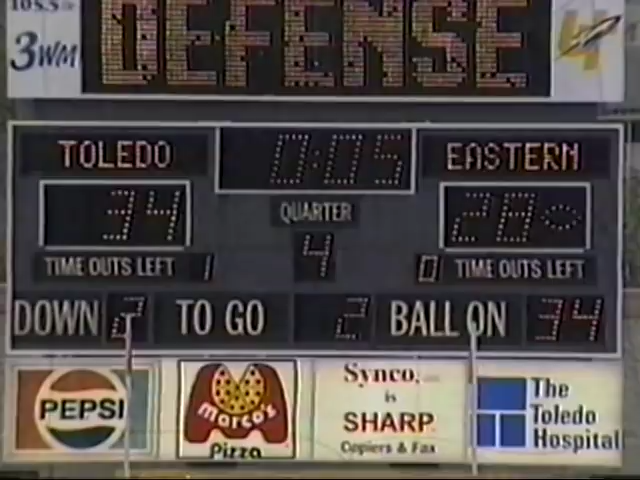 105.5
3WM
DEFENSE
4
TOLEDO 0:05 EASTERN
34 QUARTER 28
TIME OUTS LEFT 1 4 0 TIME OUTS LEFT
DOWN 2 TO GO 2 BALL ON 34
PEPSI
Marco's
Pizza
Synco,
is
SHARP
Copiers & Fax
The
Toledo
Hospital